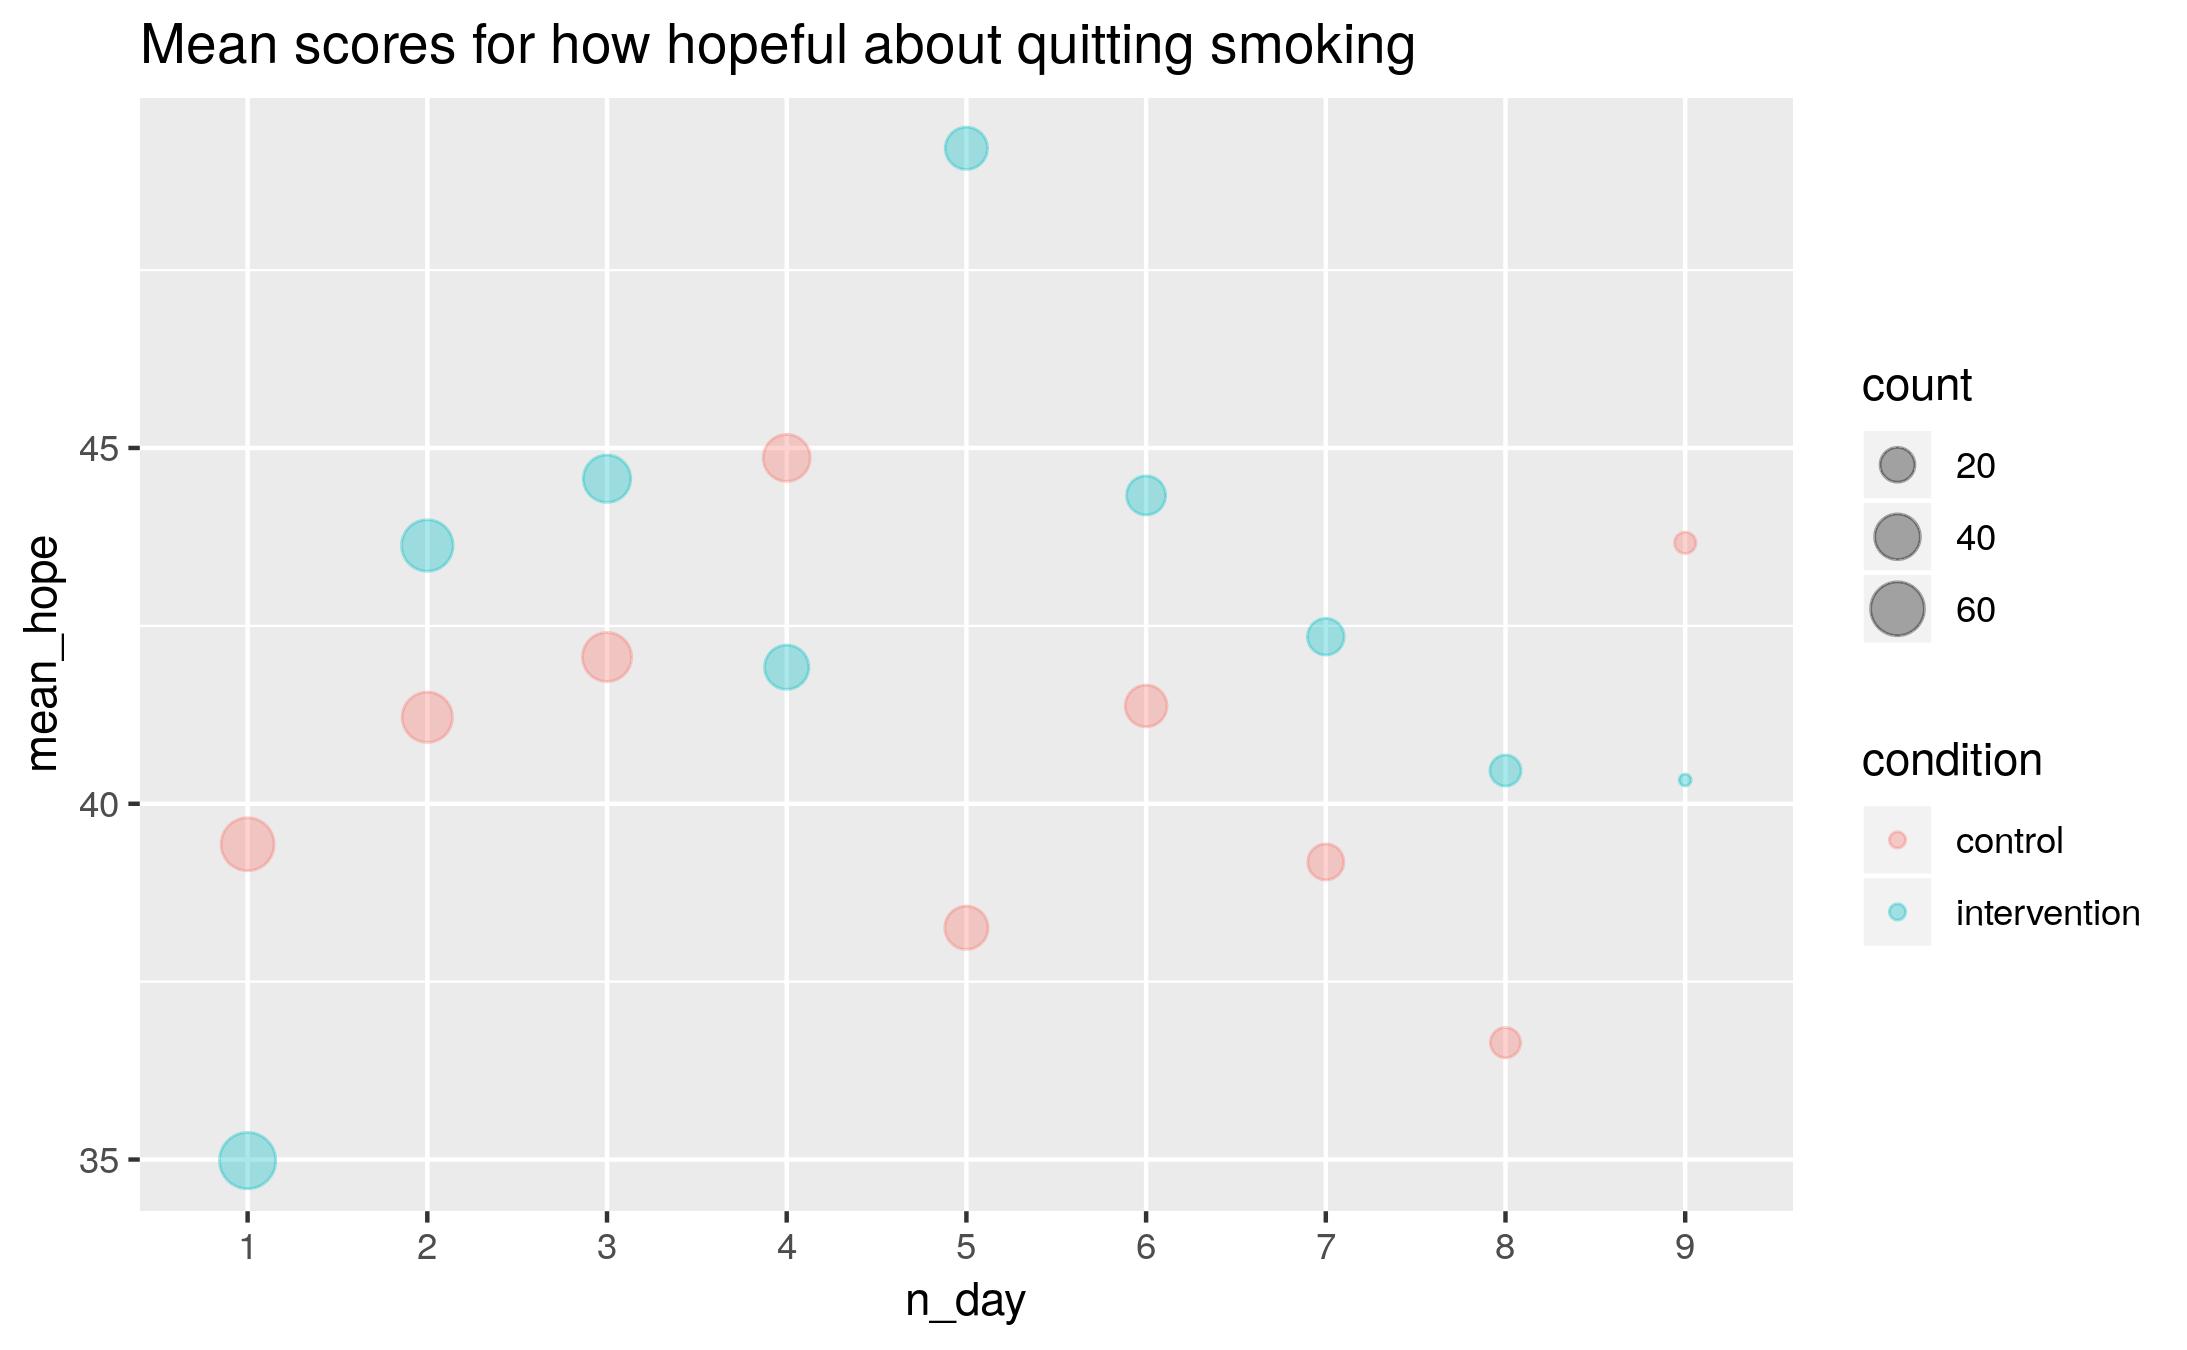 Mean scores for how hopeful about quitting smoking
mean_hope
45
40
35
1 2 3 4 5 6 7 8 9
n_day
count
20
40
60
condition
control
intervention